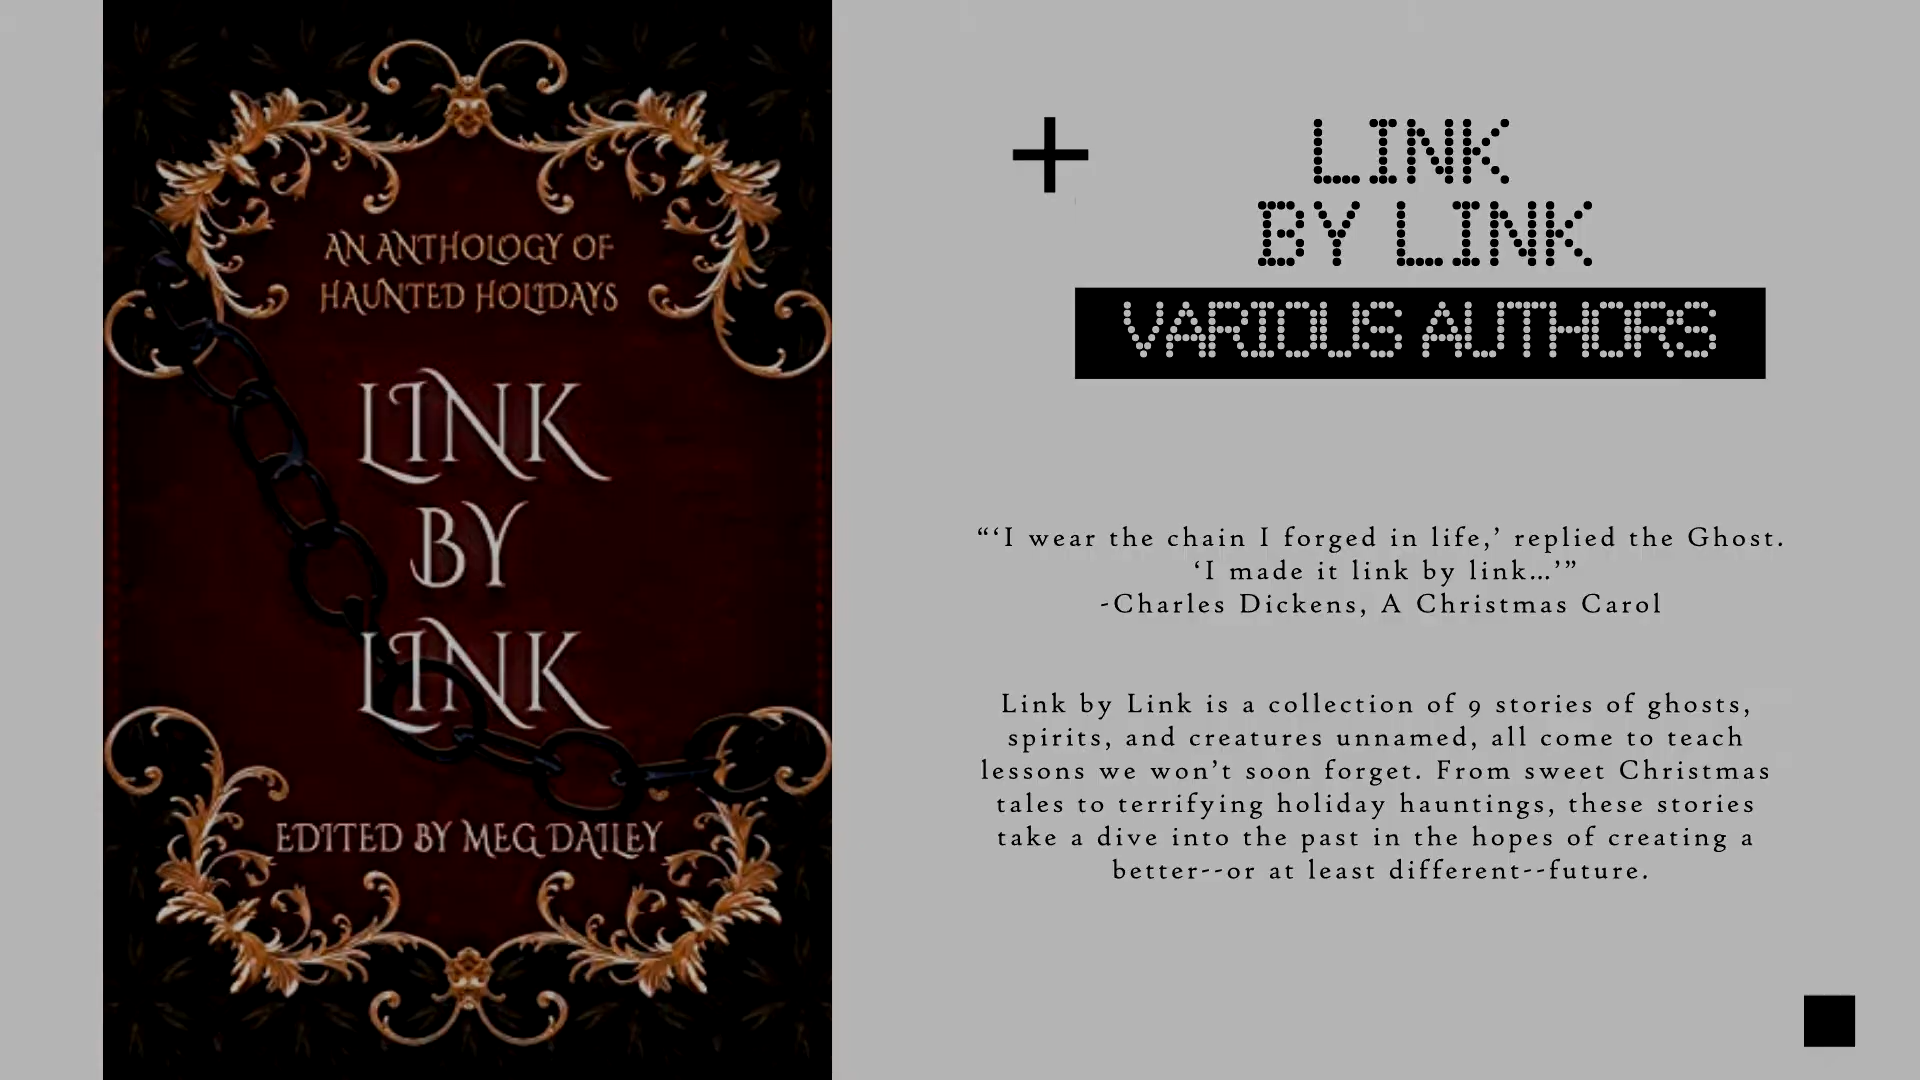 AN ANTHOLOGY OF
HAUNTED HOLIDAYS
LINK
BY
LINK
EDITED BY MEG DAILEY
LINK
BY LINK
VARIOUS AUTHORS
“‘I wear the chain I forged in life,’ replied the Ghost.
‘I made it link by link...’”
-Charles Dickens, A Christmas Carol
Link by Link is a collection of 9 stories of ghosts,
spirits, and creatures unnamed, all come to teach
lessons we won’t soon forget. From sweet Christmas
tales to terrifying holiday hauntings, these stories
take a dive into the past in the hopes of creating a
better--or at least different--future.